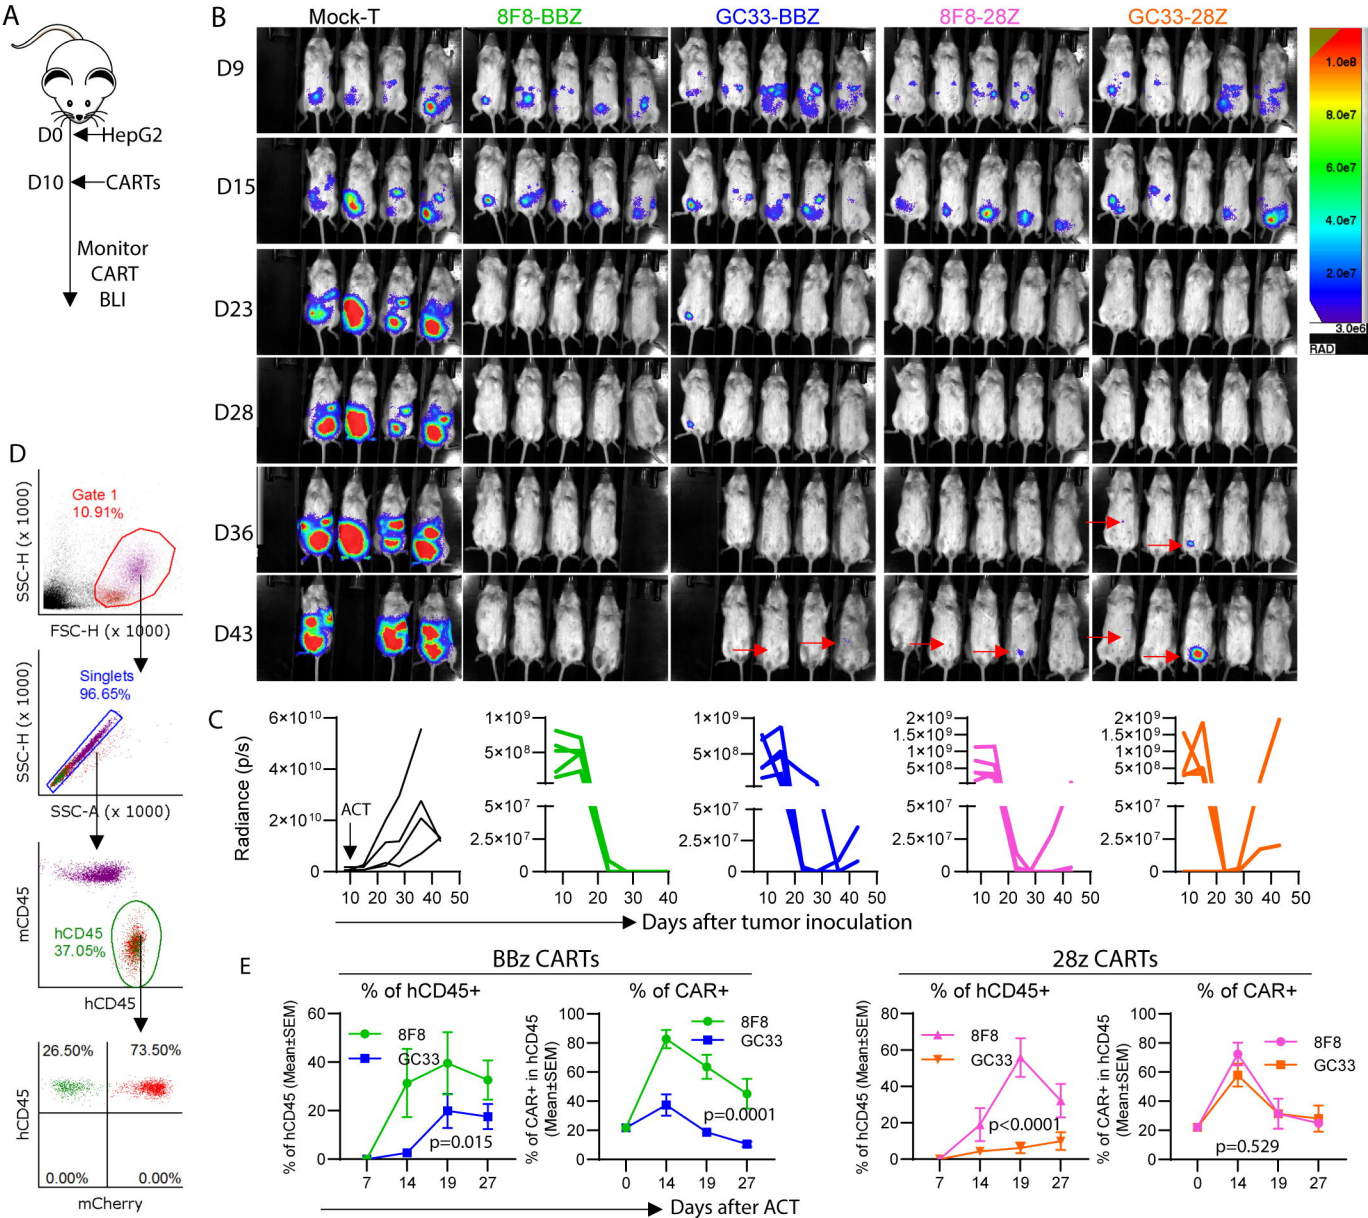 A
D0
HepG2
D10
CARTs
Monitor
CART
BLI
B
Mock-T
8F8-BBZ
GC33-BBZ
8F8-28Z
GC33-28Z
D9
D15
D23
D28
D36
D43
1.0e8
8.0e7
6.0e7
4.0e7
2.0e7
3.0e6
RAD
C
Radiance (p/s)
6×10¹⁰
4×10¹⁰
2×10¹⁰
0
ACT
0 10 20 30 40 50
1×10⁹
5×10⁸
5×10⁷
2.5×10⁷
0
0 10 20 30 40
1×10⁹
5×10⁸
5×10⁷
2.5×10⁷
0
0 10 20 30 40 50
2×10⁹
1.5×10⁹
1×10⁹
5×10⁸
5×10⁷
2.5×10⁷
0
0 10 20 30 40 50
2×10⁹
1.5×10⁹
1×10⁹
5×10⁸
5×10⁷
2.5×10⁷
0
0 10 20 30 40 50
Days after tumor inoculation
D
Gate 1
10.91%
SSC-H (x 1000)
FSC-H (x 1000)
Singlets
96.65%
SSC-H (x 1000)
SSC-A (x 1000)
mCD45
hCD45
37.05%
hCD45
26.50%
73.50%
hCD45
0.00%
0.00%
mCherry
E
BBz CARTs
28z CARTs
% of hCD45+
% of hCD45 (Mean±SEM)
60
40
20
0
8F8
GC33
p=0.015
7 14 19 27
% of CAR+
% of CAR+ in hCD45
(Mean±SEM)
100
80
60
40
20
0
8F8
GC33
p=0.0001
0 14 19 27
% of hCD45+
% of hCD45 (Mean±SEM)
80
60
40
20
0
8F8
GC33
p<0.0001
7 14 19 27
% of CAR+
% of CAR+ in hCD45
(Mean±SEM)
100
80
60
40
20
0
8F8
GC33
p=0.529
0 14 19 27
Days after ACT